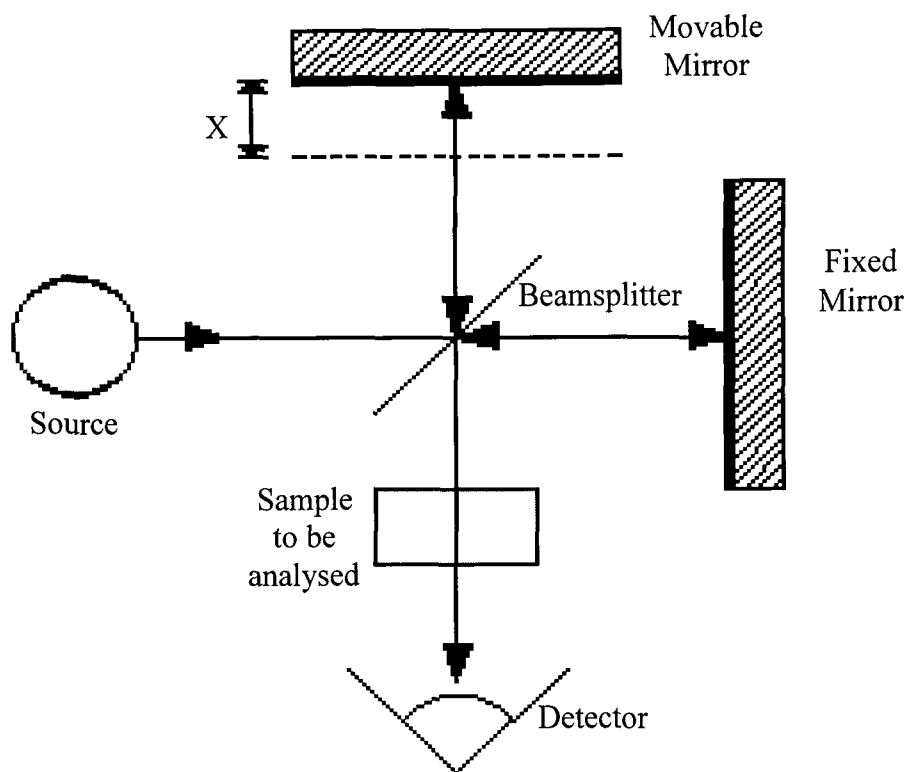 Movable
Mirror
X
Fixed
Mirror
Beamsplitter
Source
Sample
to be
analysed
Detector